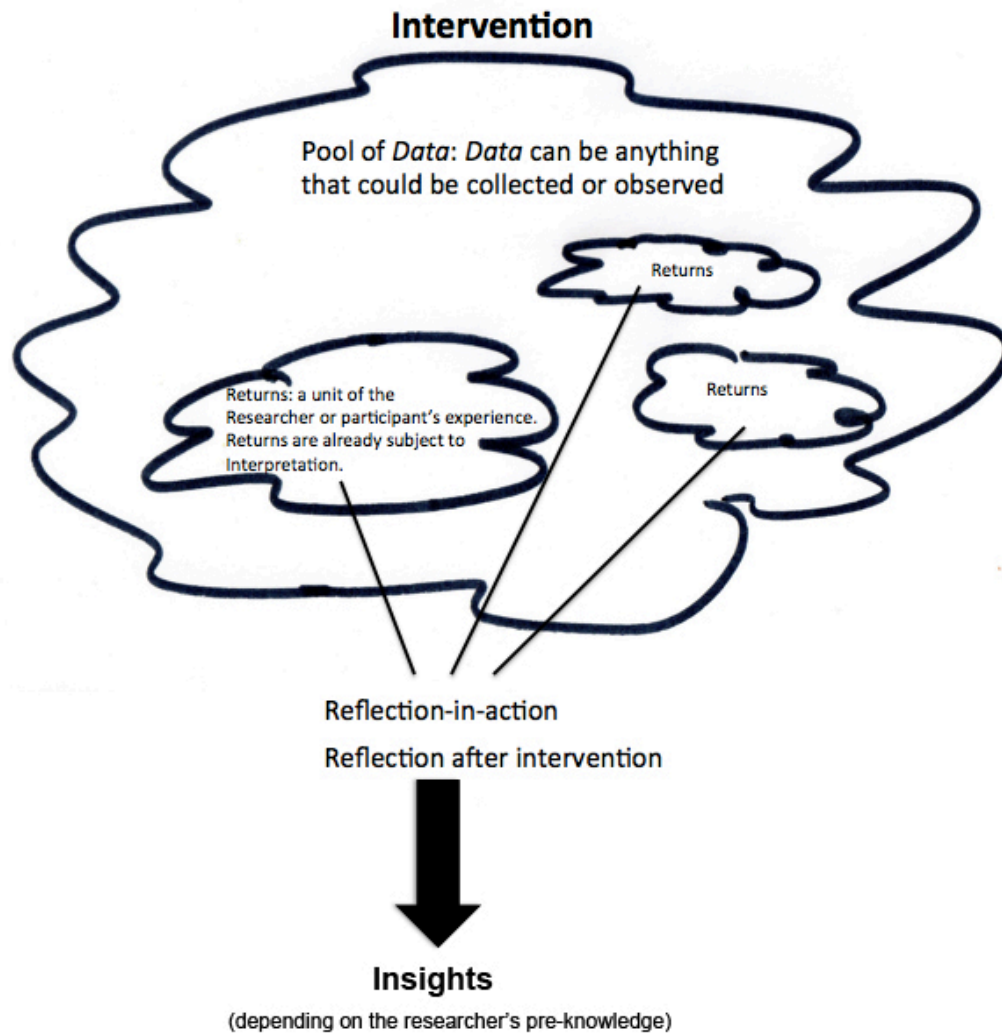 Intervention
Pool of Data: Data can be anything
that could be collected or observed
Returns
Returns
Returns: a unit of the
Researcher or participant's experience.
Returns are already subject to
Interpretation.
Reflection-in-action
Reflection after intervention
Insights
(depending on the researcher's pre-knowledge)